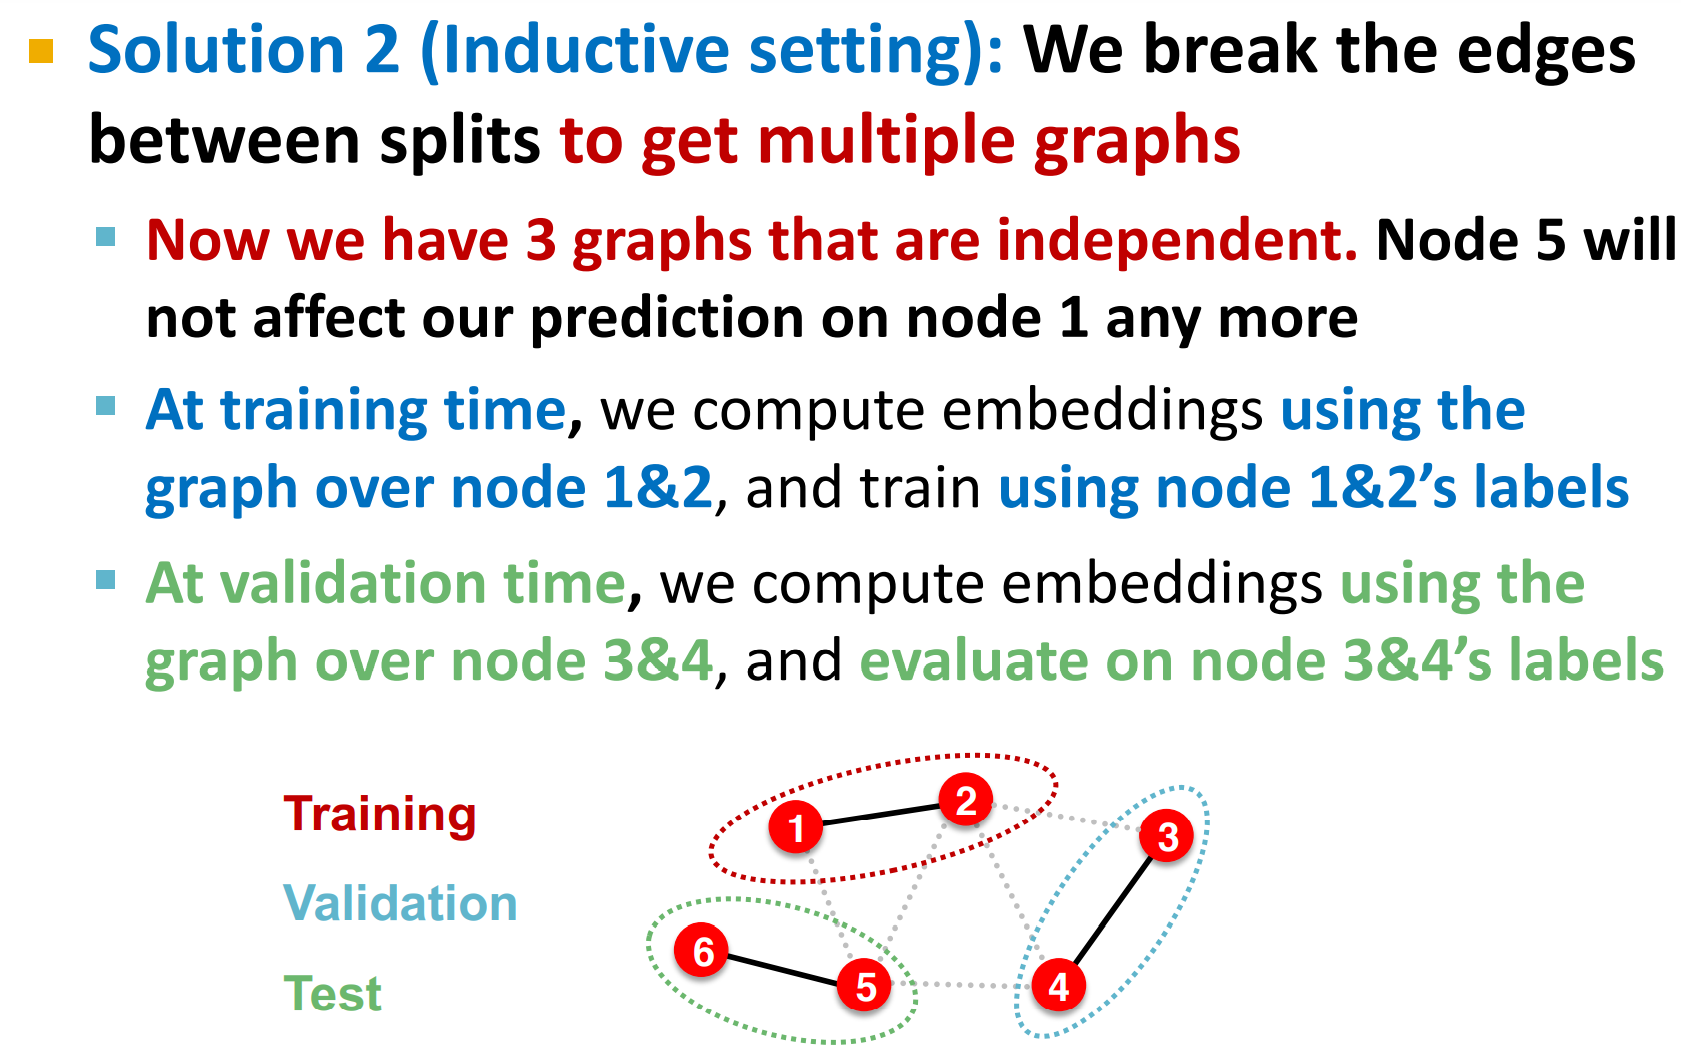 Solution 2 (Inductive setting): We break the edges
between splits to get multiple graphs
Now we have 3 graphs that are independent. Node 5 will
not affect our prediction on node 1 any more
At training time, we compute embeddings using the
graph over node 1&2, and train using node 1&2’s labels
At validation time, we compute embeddings using the
graph over node 3&4, and evaluate on node 3&4’s labels
Training
Validation
Test
1
2
3
6
5
4